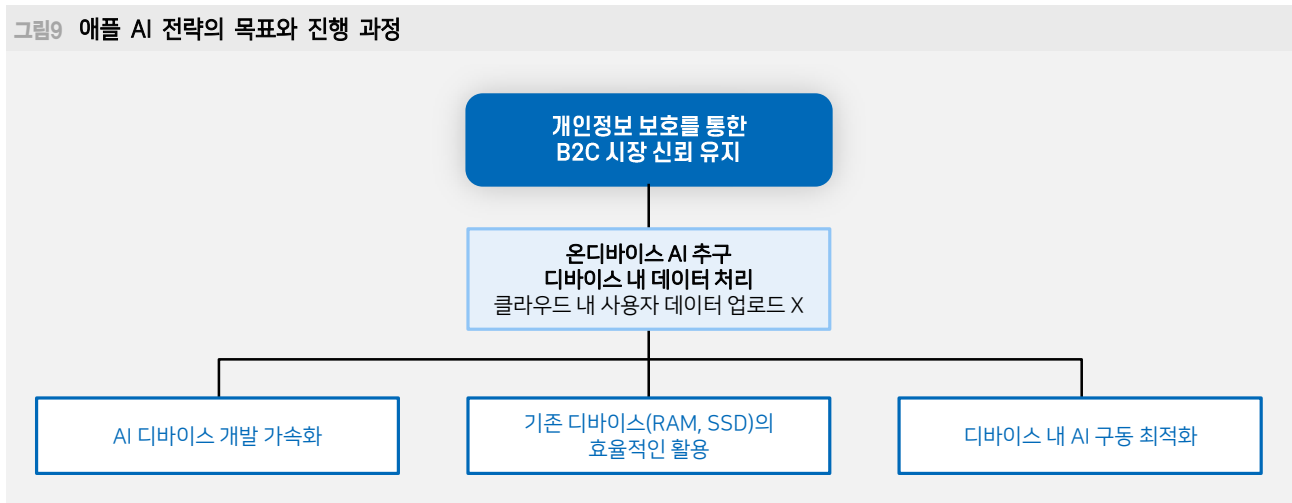 그림9 애플 AI 전략의 목표와 진행 과정
개인정보 보호를 통한
B2C 시장 신뢰 유지
온디바이스 AI 추구
디바이스 내 데이터 처리
클라우드 내 사용자 데이터 업로드 X
AI 디바이스 개발 가속화
기존 디바이스(RAM, SSD)의
효율적인 활용
디바이스 내 AI 구동 최적화